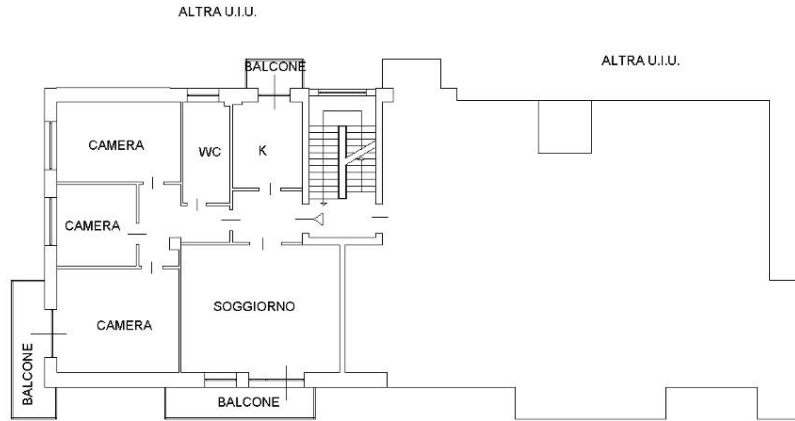 ALTRA U.I.U.
ALTRA U.I.U.
BALCONE
CAMERA
WC
K
CAMERA
SOGGIORNO
CAMERA
BALCONE
BALCONE